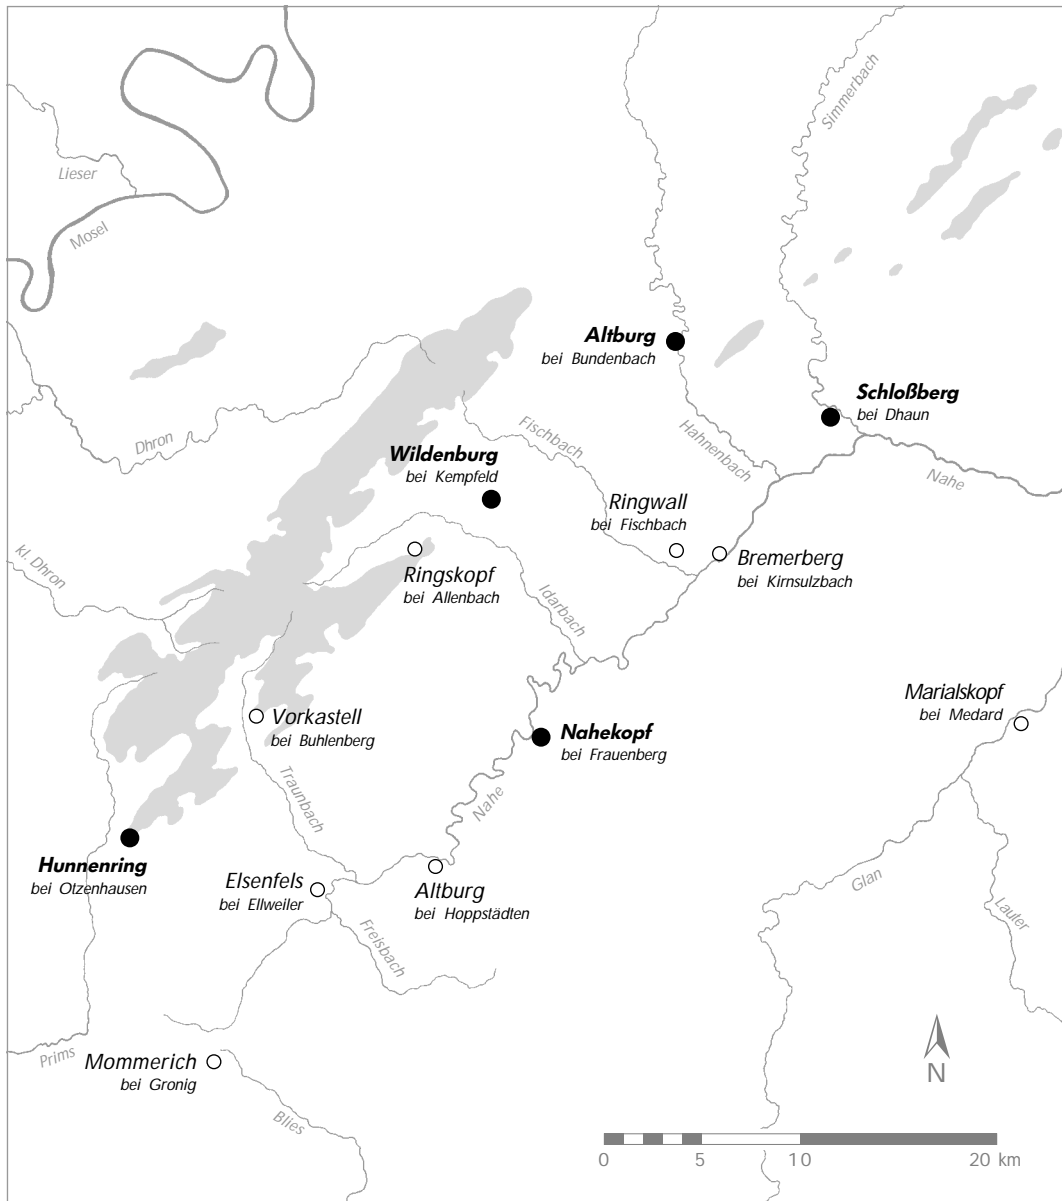 Simmerbach
Lieser
Mosel
Altburg
bei Bundenbach
Schloßberg
bei Dhaun
Dhron
Fischbach
Hahnenbach
Wildenburg
bei Kempfeld
Nahe
Ringwall
bei Fischbach
kl. Dhron
Ringskopf
bei Allenbach
Bremerberg
bei Kirnsulzbach
Idarbach
Marialskopf
bei Medard
Vorkastell
bei Buhlenberg
Nahekopf
bei Frauenberg
Traunbach
Nahe
Hunnenring
bei Otzenhausen
Elsenfels
bei Ellweiler
Altburg
bei Hoppstädten
Glan
Lauler
Freisbach
Prims
Mommerich
bei Gronig
N
Blies
0 5 10 20 km